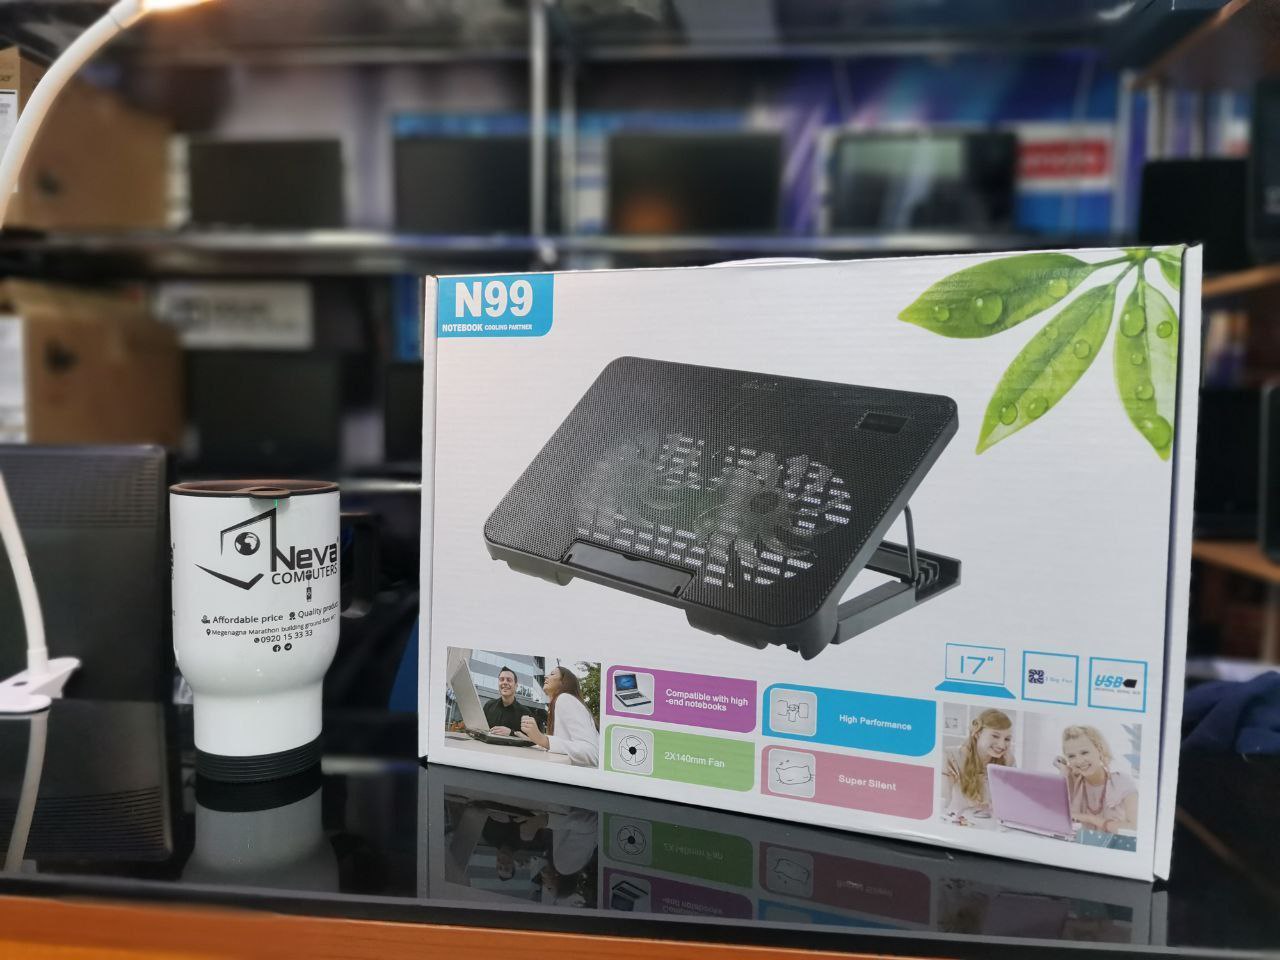 N99
NOTEBOOK COOLING PARTNER
Neva
COMPUTERS
Affordable price Quality
Megenagna Marathon building ground floor
0920 15 33 33
Compatible with high
-end notebooks
High Performance
2X140mm Fan
Super Silent
17"
USB